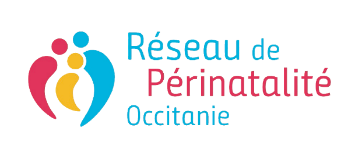 Réseau de
Périnatalité
Occitanie